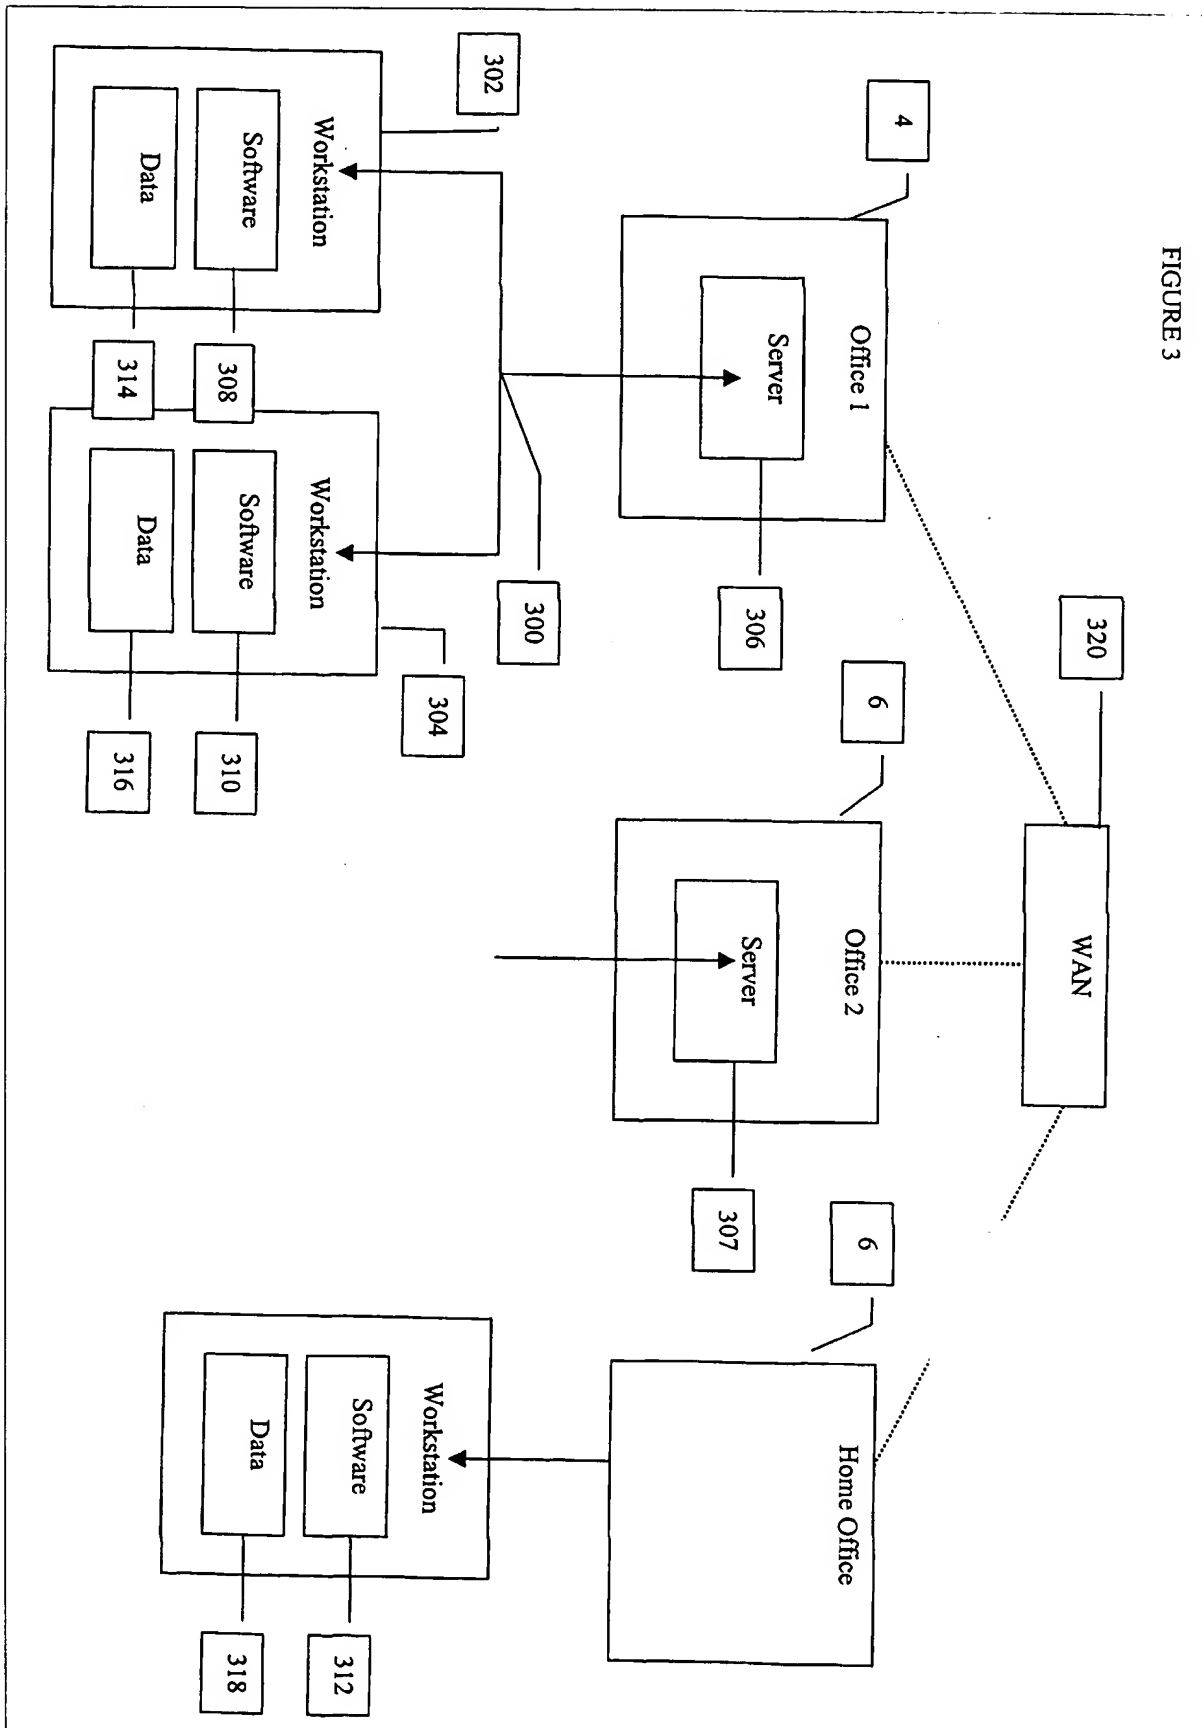 FIGURE 3
320
WAN
4
6
6
Office 1
Office 2
Home Office
Server
306
Server
307
300
302
304
Workstation
Workstation
Workstation
Software
308
Software
310
Software
312
Data
314
Data
316
Data
318